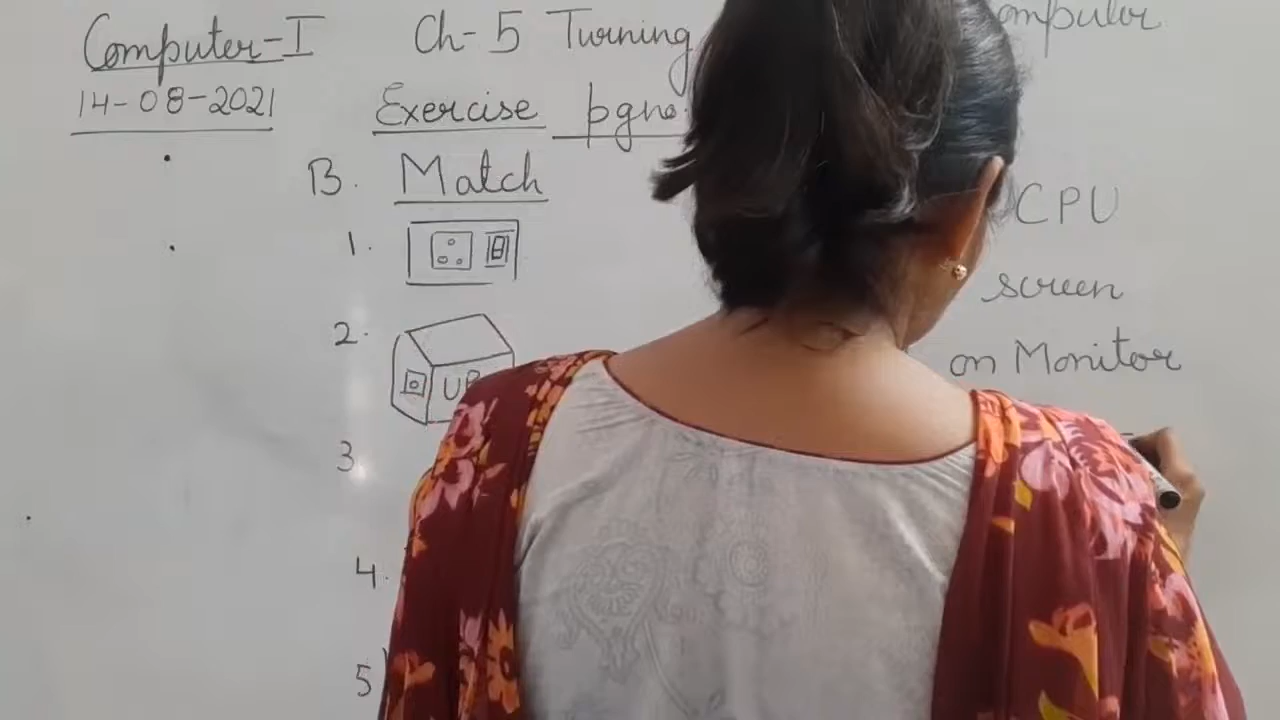 Computer-I Ch-5 Turning omputer
14-08-2021 Exercise pgno.
B. Match
CPU
1.
screen
2.
on Monitor
3
4.
5